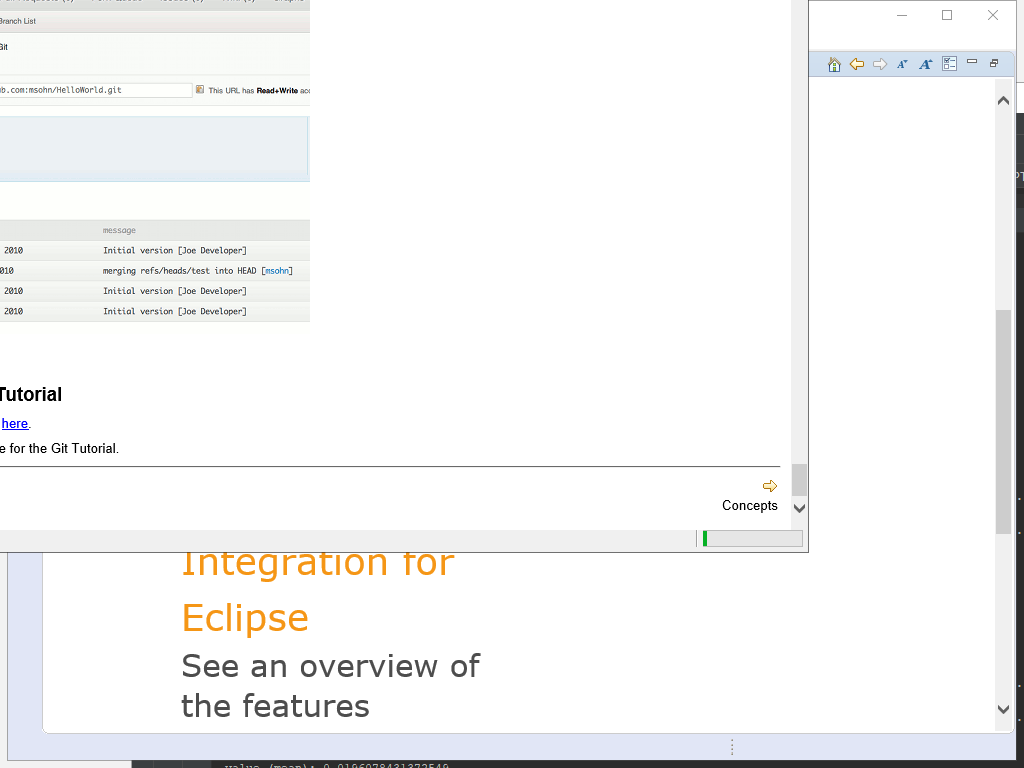 Branch List
Git
b.com:msohn/HelloWorld.git
This URL has Read+Write acc
message
2010 Initial version [Joe Developer]
010 merging refs/heads/test into HEAD [msohn]
2010 Initial version [Joe Developer]
2010 Initial version [Joe Developer]
Tutorial
here.
e for the Git Tutorial.
Concepts
Integration for
Eclipse
See an overview of
the features
value (mean): 0.0196078431372549